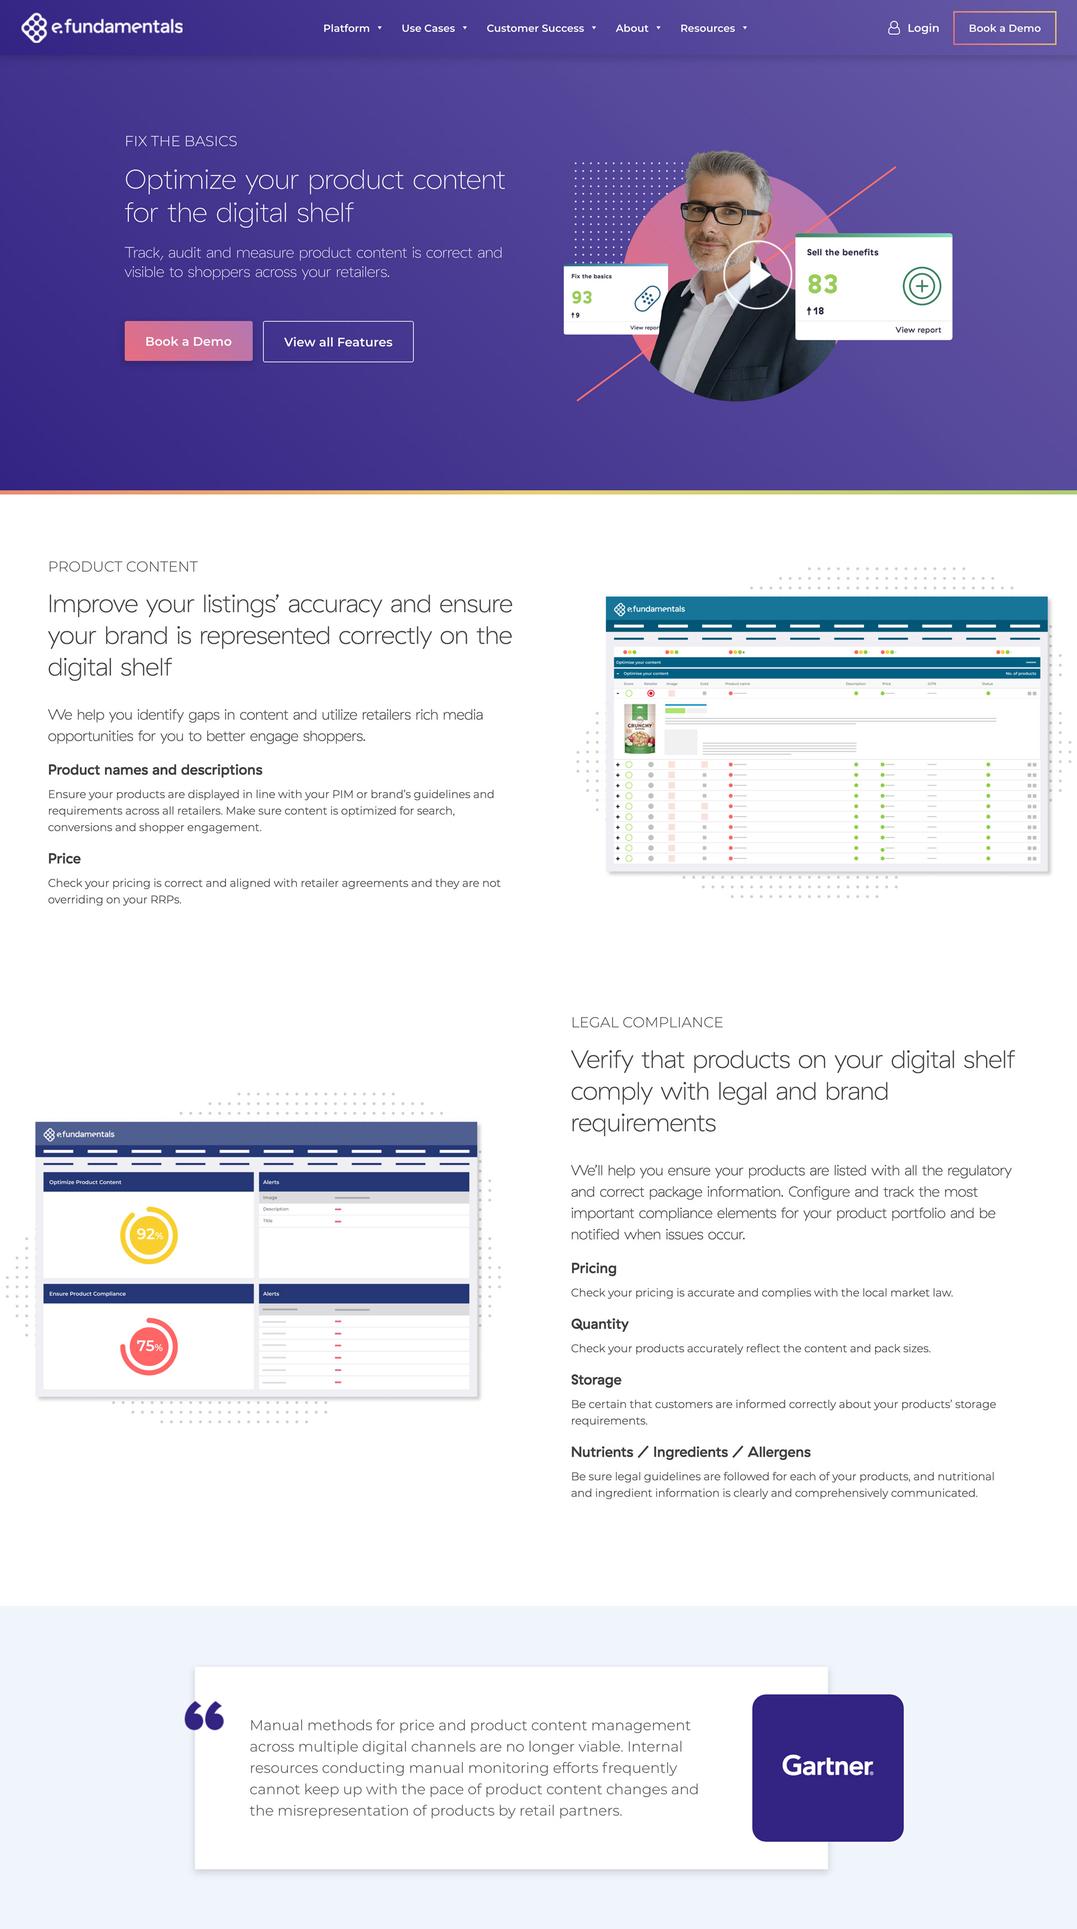 e.fundamentals
Platform
Use Cases
Customer Success
About
Resources
Login
Book a Demo
FIX THE BASICS
Optimize your product content
for the digital shelf
Track, audit and measure product content is correct and
visible to shoppers across your retailers.
Book a Demo
View all Features
Fix the basics
93
↑9
View report
Sell the benefits
83
↑18
View report
PRODUCT CONTENT
Improve your listings’ accuracy and ensure
your brand is represented correctly on the
digital shelf
We help you identify gaps in content and utilize retailers rich media
opportunities for you to better engage shoppers.
Product names and descriptions
Ensure your products are displayed in line with your PIM or brand’s guidelines and
requirements across all retailers. Make sure content is optimized for search,
conversions and shopper engagement.
Price
Check your pricing is correct and aligned with retailer agreements and they are not
overriding on your RRPs.
e.fundamentals
Optimise your content
Optimise your content
No. of products
Score Retailer Image Gold Product name Description Price GTIN Status
CRUNCHY
LEGAL COMPLIANCE
Verify that products on your digital shelf
comply with legal and brand
requirements
We’ll help you ensure your products are listed with all the regulatory
and correct package information. Configure and track the most
important compliance elements for your product portfolio and be
notified when issues occur.
Pricing
Check your pricing is accurate and complies with the local market law.
Quantity
Check your products accurately reflect the content and pack sizes.
Storage
Be certain that customers are informed correctly about your products’ storage
requirements.
Nutrients / Ingredients / Allergens
Be sure legal guidelines are followed for each of your products, and nutritional
and ingredient information is clearly and comprehensively communicated.
e.fundamentals
Optimize Product Content
92%
Alerts
Image
Description
Title
Ensure Product Compliance
75%
Alerts
“
Manual methods for price and product content management
across multiple digital channels are no longer viable. Internal
resources conducting manual monitoring efforts frequently
cannot keep up with the pace of product content changes and
the misrepresentation of products by retail partners.
Gartner®